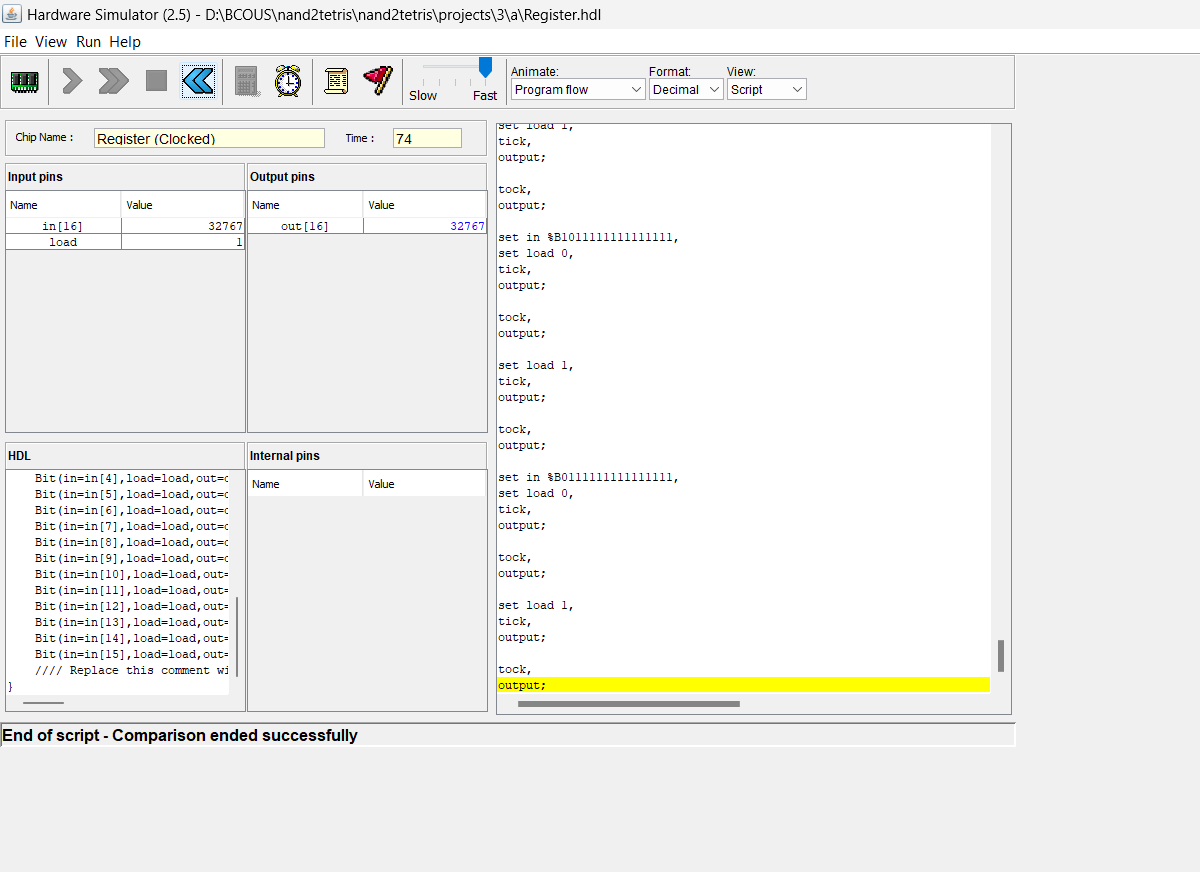 Hardware Simulator (2.5) - D:\BCOUS\nand2tetris\nand2tetris\projects\3\a\Register.hdl
File View Run Help
Slow Fast
Animate: Format: View:
Program flow Decimal Script
Chip Name : Register (Clocked) Time : 74
Input pins
Name Value
in[16] 32767
load 1
Output pins
Name Value
out[16] 32767
HDL
Bit(in=in[4],load=load,out=
Bit(in=in[5],load=load,out=
Bit(in=in[6],load=load,out=
Bit(in=in[7],load=load,out=
Bit(in=in[8],load=load,out=
Bit(in=in[9],load=load,out=
Bit(in=in[10],load=load,out=
Bit(in=in[11],load=load,out=
Bit(in=in[12],load=load,out=
Bit(in=in[13],load=load,out=
Bit(in=in[14],load=load,out=
Bit(in=in[15],load=load,out=
//// Replace this comment wi
}
Internal pins
Name Value
set load 1,
tick,
output;
tock,
output;
set in %B1011111111111111,
set load 0,
tick,
output;
tock,
output;
set load 1,
tick,
output;
tock,
output;
set in %B0111111111111111,
set load 0,
tick,
output;
tock,
output;
set load 1,
tick,
output;
tock,
output;
End of script - Comparison ended successfully